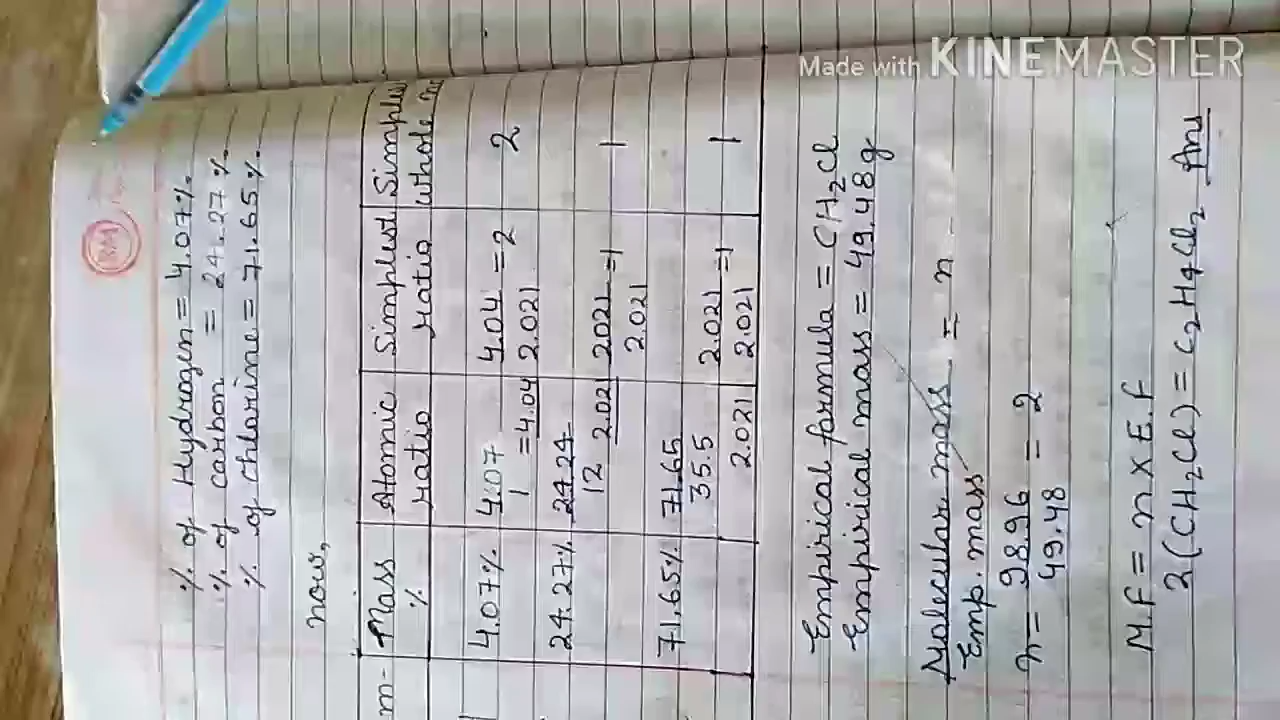 Made with KINEMASTER
RM
% of Hydrogen = 4.07%
% of carbon = 24.27%
% of chlorine = 71.65%
now,
m- Mass % Atomic ratio Simplest ratio Simples whole no
4.07% 4.07/1 = 4.04 4.04/2.021 = 2 2
24.27% 24.24/12 2.021 2.021/2.021 = 1 1
71.65% 71.65/35.5 2.021 2.021/2.021 = 1 1
Empirical formula = CH2Cl
Empirical mass = 49.48g
Molecular mass/Emp. mass = n
n = 98.96/49.48 = 2
M.F = n x E.F
2(CH2Cl) = C2H4Cl2 Ans